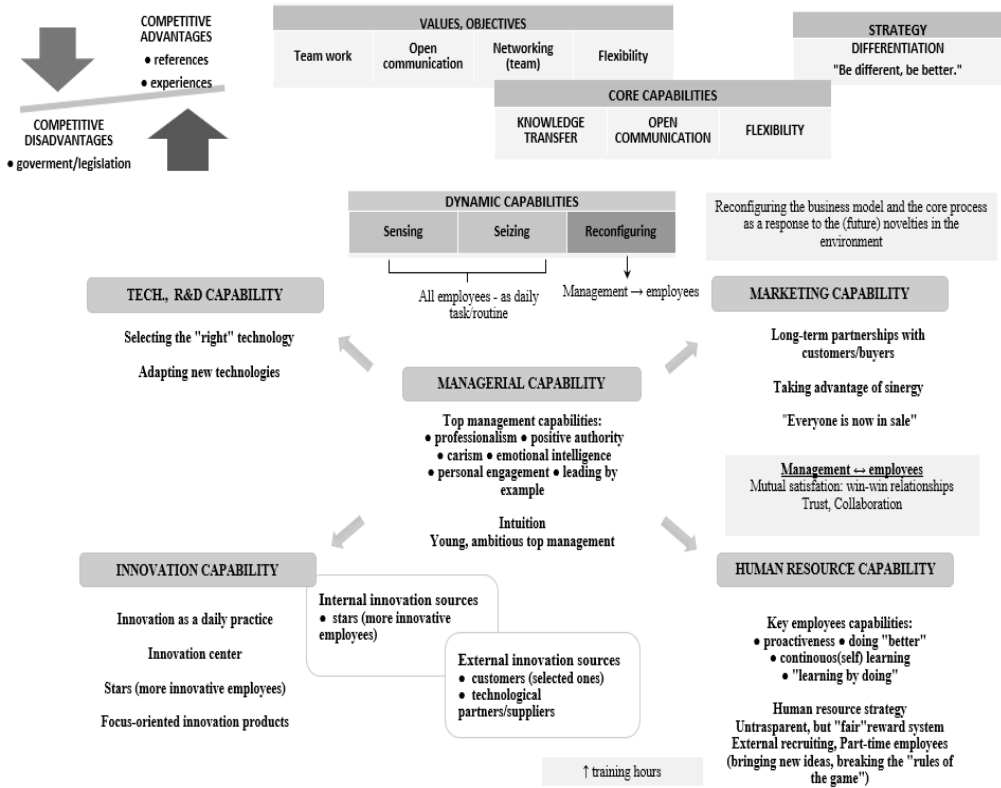 COMPETITIVE
ADVANTAGES
● references
● experiences
COMPETITIVE
DISADVANTAGES
● goverment/legislation
VALUES, OBJECTIVES
Team work
Open
communication
Networking
(team)
Flexibility
STRATEGY
DIFFERENTIATION
"Be different, be better."
CORE CAPABILITIES
KNOWLEDGE
TRANSFER
OPEN
COMMUNICATION
FLEXIBILITY
DYNAMIC CAPABILITIES
Sensing
Seizing
Reconfiguring
All employees - as daily
task/routine
Management → employees
Reconfiguring the business model and the core process
as a response to the (future) novelties in the
environment
TECH., R&D CAPABILITY
Selecting the "right" technology
Adapting new technologies
MARKETING CAPABILITY
Long-term partnerships with
customers/buyers
Taking advantage of sinergy
"Everyone is now in sale"
MANAGERIAL CAPABILITY
Top management capabilities:
● professionalism ● positive authority
● carism ● emotional intelligence
● personal engagement ● leading by
example
Intuition
Young, ambitious top management
Management ↔ employees
Mutual satisfation: win-win relationships
Trust, Collaboration
INNOVATION CAPABILITY
Innovation as a daily practice
Innovation center
Stars (more innovative employees)
Focus-oriented innovation products
Internal innovation sources
● stars (more innovative
employees)
External innovation sources
● customers (selected ones)
● technological
partners/suppliers
HUMAN RESOURCE CAPABILITY
Key employees capabilities:
● proactiveness ● doing "better"
● continouos(self) learning
● "learning by doing"
Human resource strategy
Untrasparent, but "fair"reward system
External recruiting, Part-time employees
(bringing new ideas, breaking the "rules of
the game")
↑ training hours